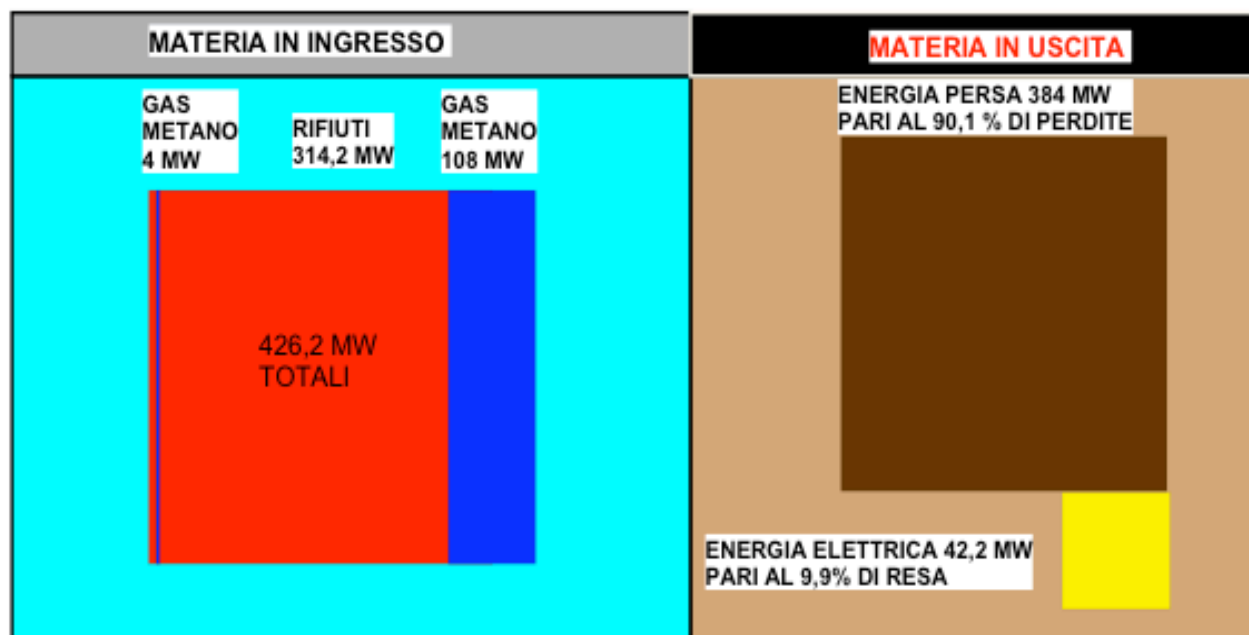 MATERIA IN INGRESSO
MATERIA IN USCITA
GAS
METANO
4 MW
RIFIUTI
314,2 MW
GAS
METANO
108 MW
426,2 MW
TOTALI
ENERGIA PERSA 384 MW
PARI AL 90,1 % DI PERDITE
ENERGIA ELETTRICA 42,2 MW
PARI AL 9,9% DI RESA